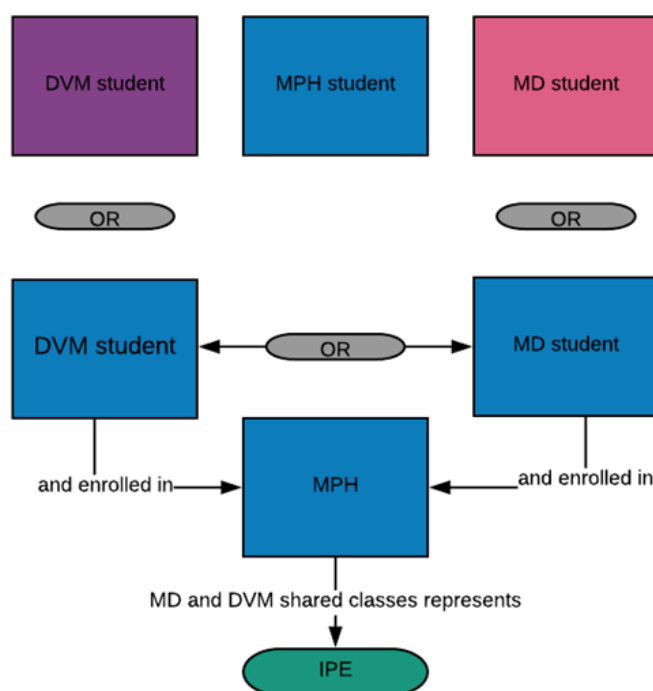 DVM student
MPH student
MD student
OR
OR
DVM student
OR
MD student
and enrolled in
MPH
and enrolled in
MD and DVM shared classes represents
IPE